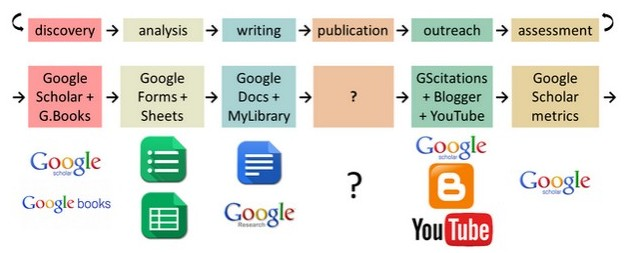 discovery
analysis
writing
publication
outreach
assessment
Google
Scholar +
G.Books
Google
Forms +
Sheets
Google
Docs +
MyLibrary
?
GScitations
+ Blogger
+ YouTube
Google
Scholar
metrics
Google
scholar
Google books
Google
Research
?
Google
scholar
B
YouTube
Google
scholar